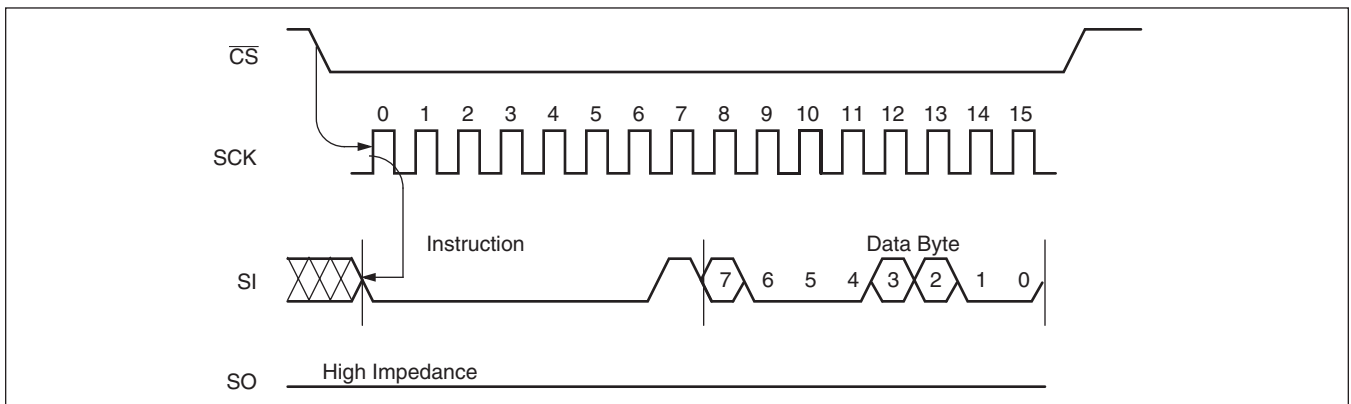 CS
0 1 2 3 4 5 6 7 8 9 10 11 12 13 14 15
SCK
Instruction Data Byte
SI 7 6 5 4 3 2 1 0
High Impedance
SO